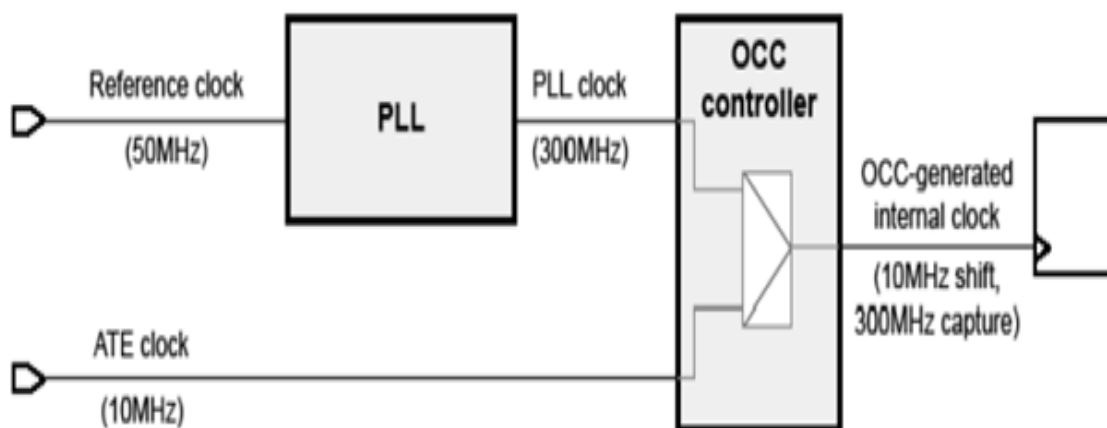 Reference clock
(50MHz)
PLL
PLL clock
(300MHz)
OCC
controller
OCC-generated
internal clock
(10MHz shift,
300MHz capture)
ATE clock
(10MHz)